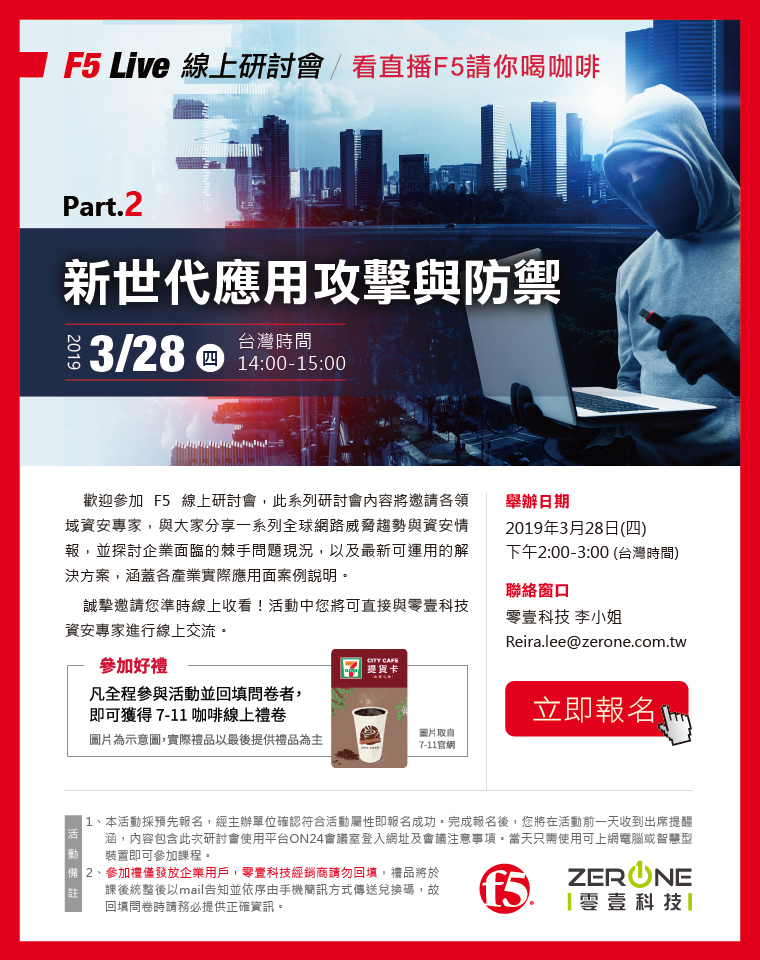 F5 Live 線上研討會 / 看直播F5請你喝咖啡
Part.2
新世代應用攻擊與防禦
2019 3/28 四 台灣時間
14:00-15:00
歡迎參加 F5 線上研討會，此系列研討會內容將邀請各領
域資安專家，與大家分享一系列全球網路威脅趨勢與資安情
報，並探討企業面臨的棘手問題現況，以及最新可運用的解
決方案，涵蓋各產業實際應用面案例說明。
誠摯邀請您準時線上收看！活動中您將可直接與零壹科技
資安專家進行線上交流。
參加好禮
凡全程參與活動並回填問卷者，
即可獲得 7-11 咖啡線上禮卷
圖片為示意圖，實際禮品以最後提供禮品為主
CITY CAFE
提貨卡
圖片取自
7-11官網
舉辦日期
2019年3月28日(四)
下午2:00-3:00 (台灣時間)
聯絡窗口
零壹科技 李小姐
Reira.lee@zerone.com.tw
立即報名
活動備註
1、本活動採預先報名，經主辦單位確認符合活動屬性即報名成功。完成報名後，您將在活動前一天收到出席提醒
涵，內容包含此次研討會使用平台ON24會議室登入網址及會議注意事項。當天只需使用可上網電腦或智慧型
裝置即可參加課程。
2、參加禮僅發放企業用戶，零壹科技經銷商請勿回填，禮品將於
課後統整後以mail告知並依序由手機簡訊方式傳送兌換碼，故
回填問卷時請務必提供正確資訊。
f5
ZERONE
零壹科技